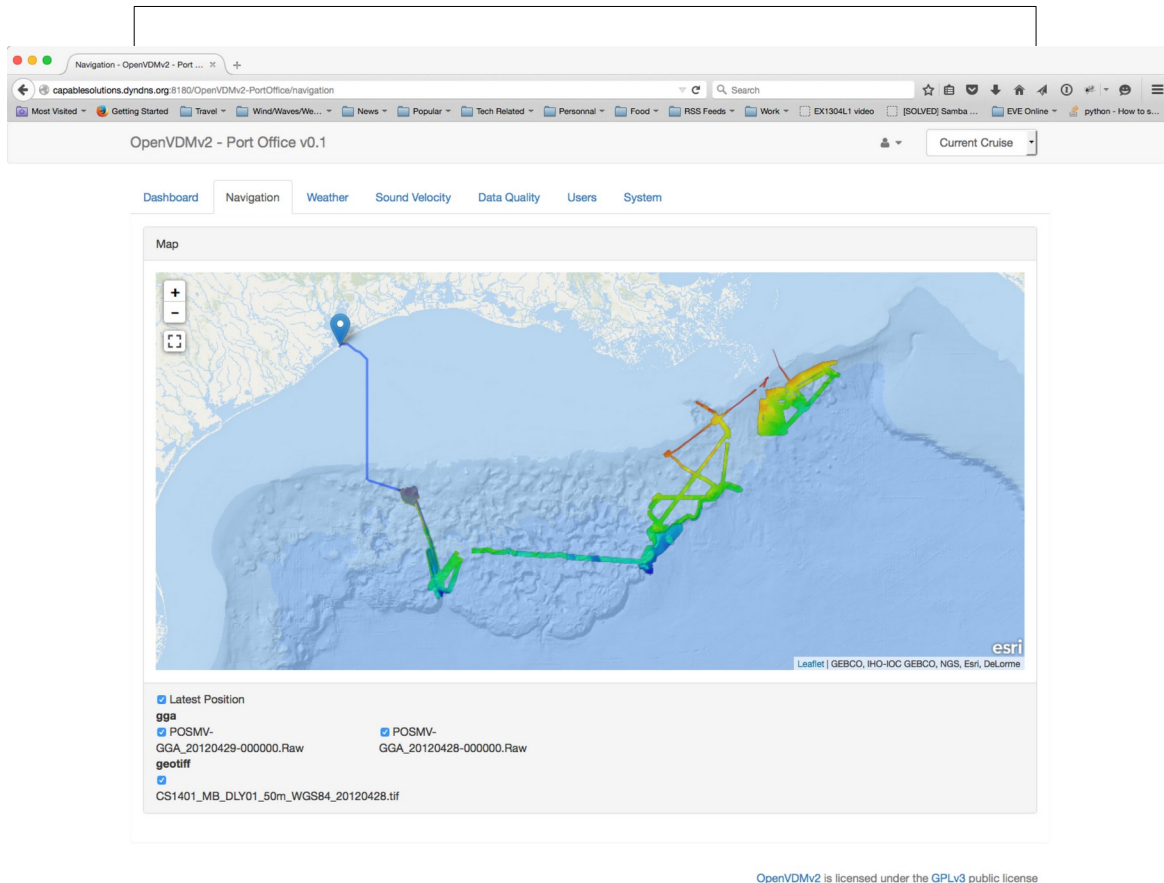 Navigation - OpenVDMv2 - Port ...
capablesolutions.dyndns.org:8180/OpenVDMv2-PortOffice/navigation
Search
Most Visited
Getting Started
Travel
Wind/Waves/We...
News
Popular
Tech Related
Personnal
Food
RSS Feeds
Work
EX1304L1 video
[SOLVED] Samba ...
EVE Online
python - How to s...
OpenVDMv2 - Port Office v0.1
Current Cruise
Dashboard
Navigation
Weather
Sound Velocity
Data Quality
Users
System
Map
+
-
esri
Leaflet | GEBCO, IHO-IOC GEBCO, NGS, Esri, DeLorme
Latest Position
gga
POSMV-
GGA_20120429-000000.Raw
POSMV-
GGA_20120428-000000.Raw
geotiff
CS1401_MB_DLY01_50m_WGS84_20120428.tif
OpenVDMv2 is licensed under the GPLv3 public license